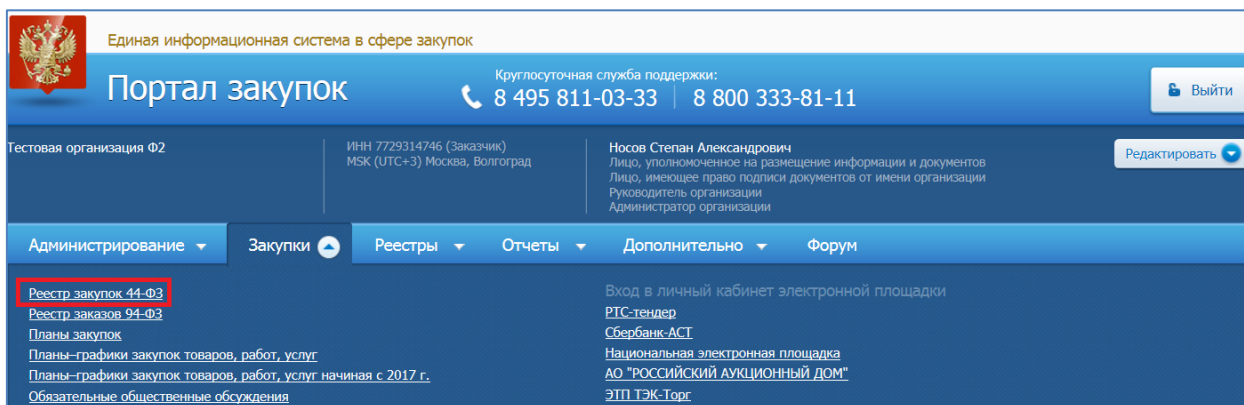 Единая информационная система в сфере закупок
Портал закупок
Круглосуточная служба поддержки:
8 495 811-03-33 | 8 800 333-81-11
Выйти
Тестовая организация Ф2
ИНН 7729314746 (Заказчик)
MSK (UTC+3) Москва, Волгоград
Носов Степан Александрович
Лицо, уполномоченное на размещение информации и документов
Лицо, имеющее право подписи документов от имени организации
Руководитель организации
Администратор организации
Редактировать
Администрирование Закупки Реестры Отчеты Дополнительно Форум
Реестр закупок 44-ФЗ
Реестр заказов 94-ФЗ
Планы закупок
Планы–графики закупок товаров, работ, услуг
Планы–графики закупок товаров, работ, услуг начиная с 2017 г.
Обязательные общественные обсуждения
Вход в личный кабинет электронной площадки
РТС-тендер
Сбербанк-АСТ
Национальная электронная площадка
АО "РОССИЙСКИЙ АУКЦИОННЫЙ ДОМ"
ЭТП ТЭК-Торг